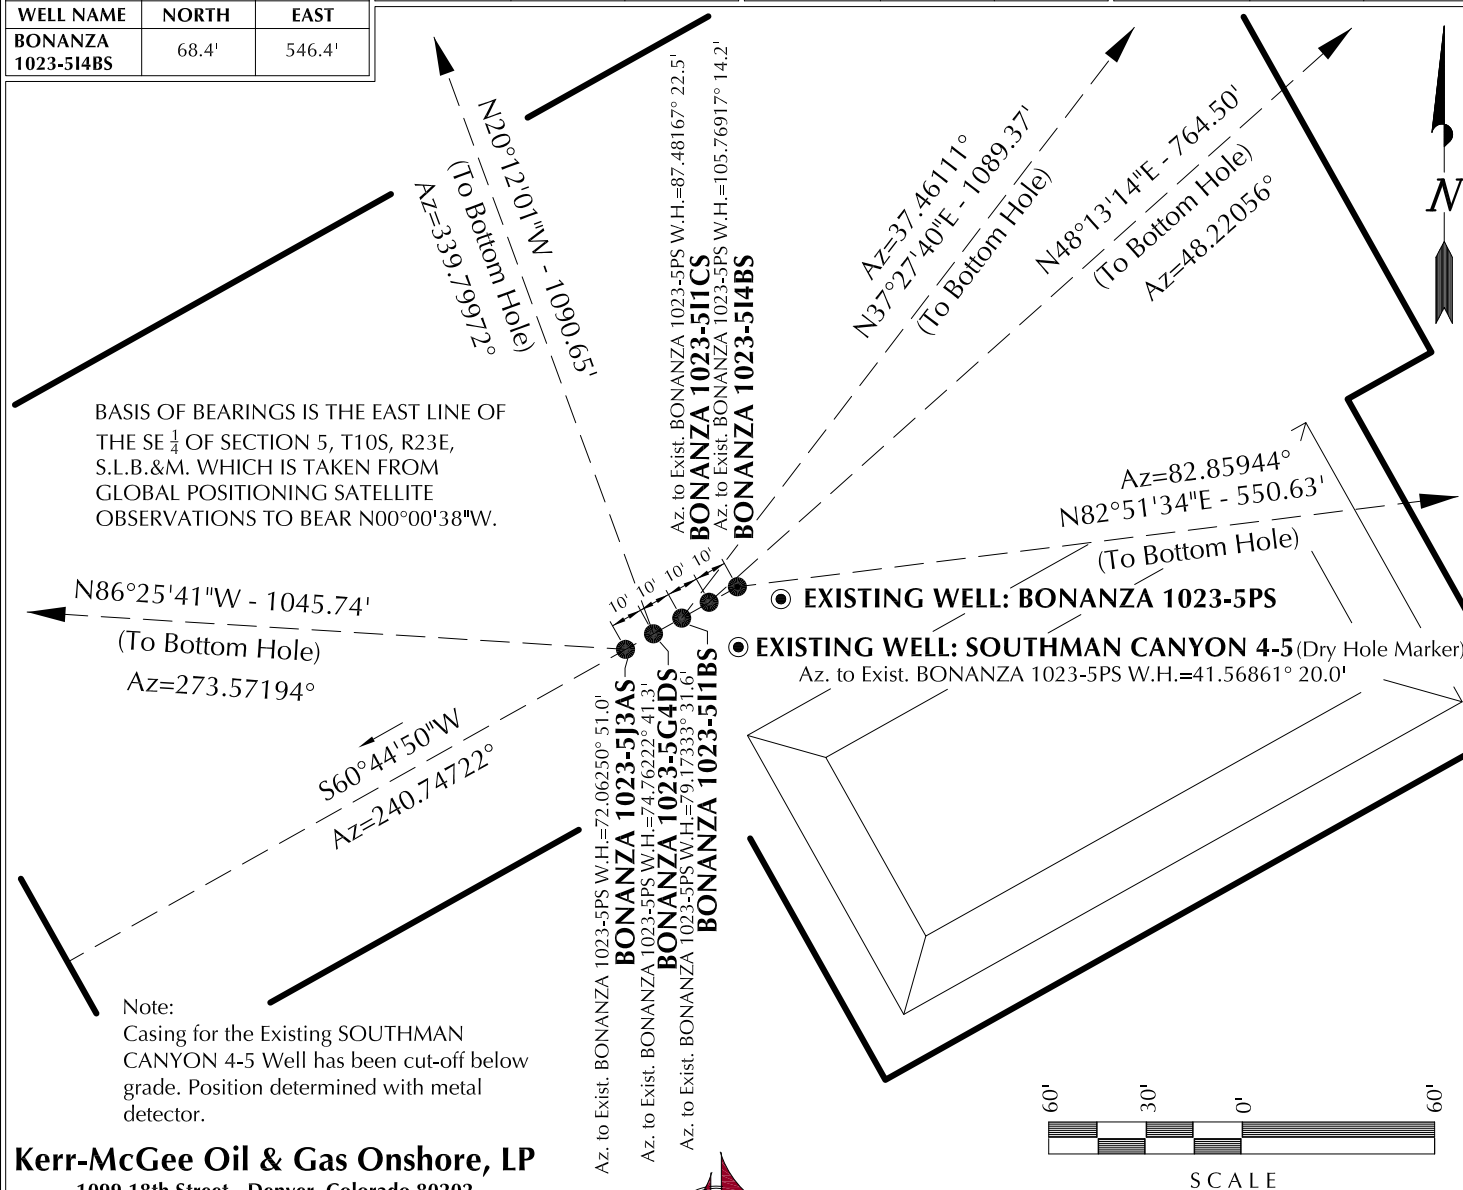 WELL NAME NORTH EAST
BONANZA 1023-5I4BS 68.4' 546.4'
N20°12'01"W - 1090.65'
(To Bottom Hole)
Az=339.79972°
Az. to Exist. BONANZA 1023-5PS W.H.=87.48167° 22.5'
BONANZA 1023-5I1CS
Az. to Exist. BONANZA 1023-5PS W.H.=105.76917° 14.2'
BONANZA 1023-5I4BS
Az=37.46111°
N37°27'40"E - 1089.37'
(To Bottom Hole)
N48°13'14"E - 764.50'
(To Bottom Hole)
Az=48.22056°
N
BASIS OF BEARINGS IS THE EAST LINE OF
THE SE 1/4 OF SECTION 5, T10S, R23E,
S.L.B.&M. WHICH IS TAKEN FROM
GLOBAL POSITIONING SATELLITE
OBSERVATIONS TO BEAR N00°00'38"W.
Az=82.85944°
N82°51'34"E - 550.63'
(To Bottom Hole)
10'
10'
10'
10'
N86°25'41"W - 1045.74'
(To Bottom Hole)
Az=273.57194°
EXISTING WELL: BONANZA 1023-5PS
EXISTING WELL: SOUTHMAN CANYON 4-5 (Dry Hole Marker)
Az. to Exist. BONANZA 1023-5PS W.H.=41.56861° 20.0'
S60°44'50"W
Az=240.74722°
Az. to Exist. BONANZA 1023-5PS W.H.=72.06250° 51.0'
BONANZA 1023-5J3AS
Az. to Exist. BONANZA 1023-5PS W.H.=74.76222° 41.3'
BONANZA 1023-5G4DS
Az. to Exist. BONANZA 1023-5PS W.H.=79.17333° 31.6'
BONANZA 1023-5I1BS
Note:
Casing for the Existing SOUTHMAN
CANYON 4-5 Well has been cut-off below
grade. Position determined with metal
detector.
60' 30' 0' 60'
SCALE
Kerr-McGee Oil & Gas Onshore, LP
1099 18th Street - Denver, Colorado 80202